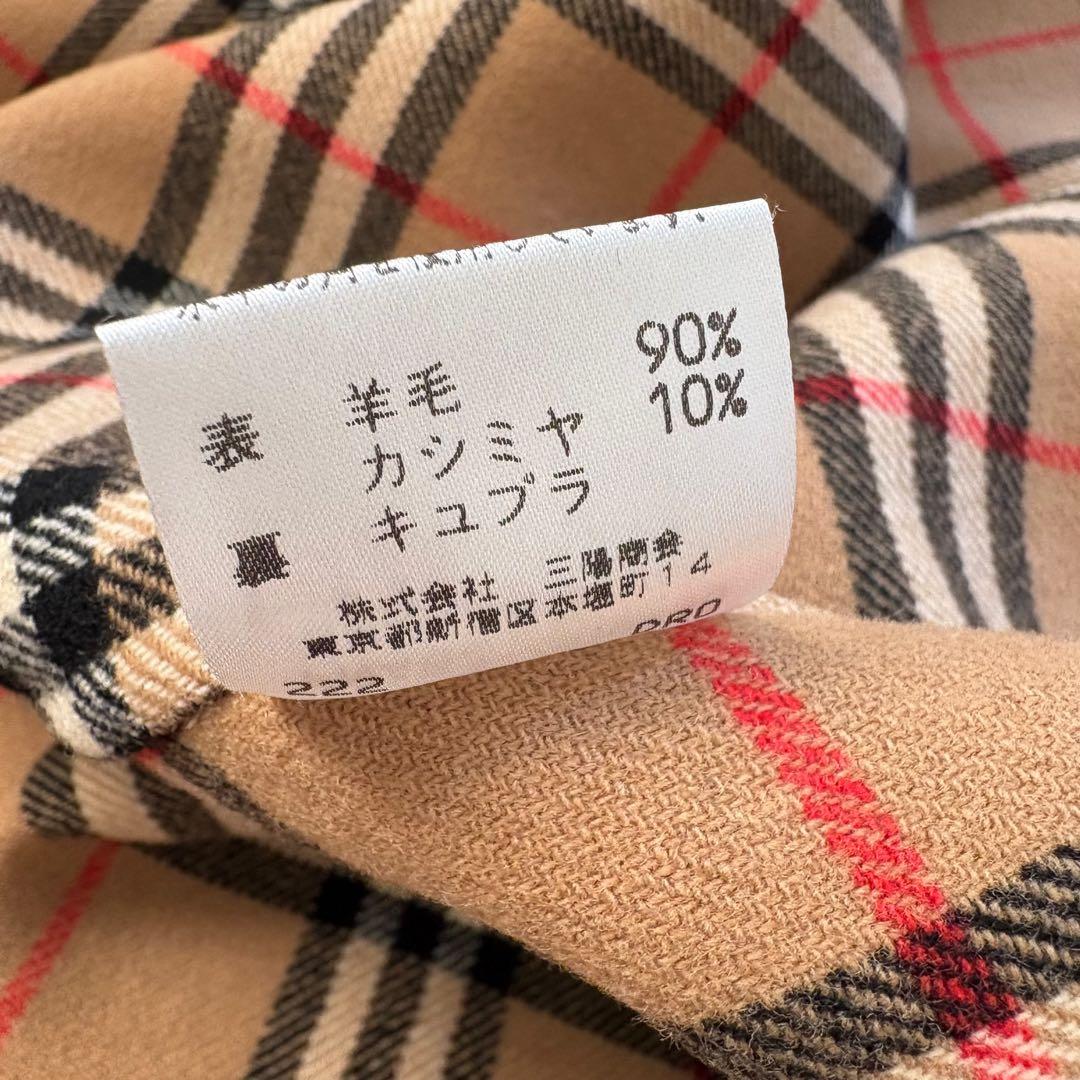 表 羊毛 90%
カシミヤ 10%
裏 キュプラ
株式会社 三陽商会
東京都新宿区本塩町14
222 DRD